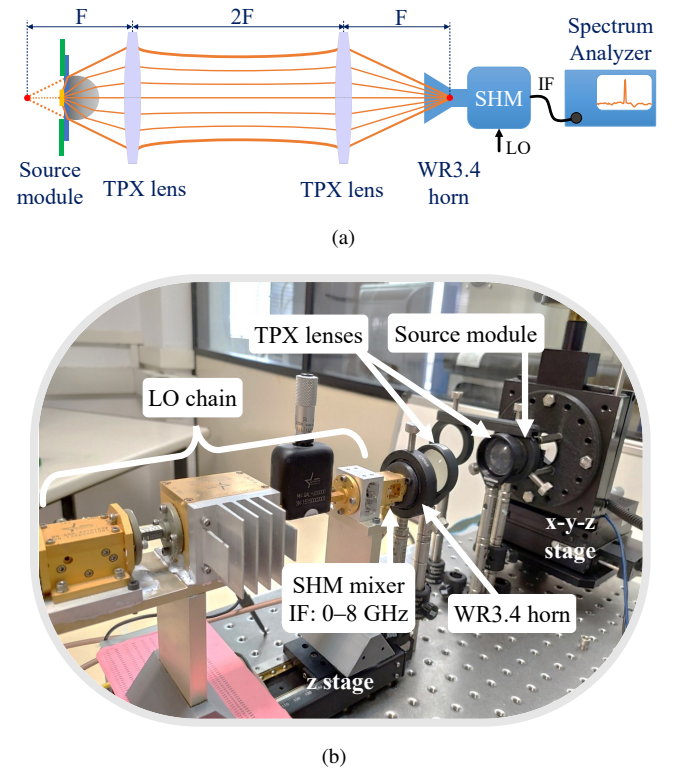 F
2F
F
Spectrum
Analyzer
SHM
IF
LO
Source
module
TPX lens
TPX lens
WR3.4
horn
(a)
TPX lenses
Source module
LO chain
x-y-z
stage
SHM mixer
IF: 0–8 GHz
WR3.4 horn
z stage
(b)